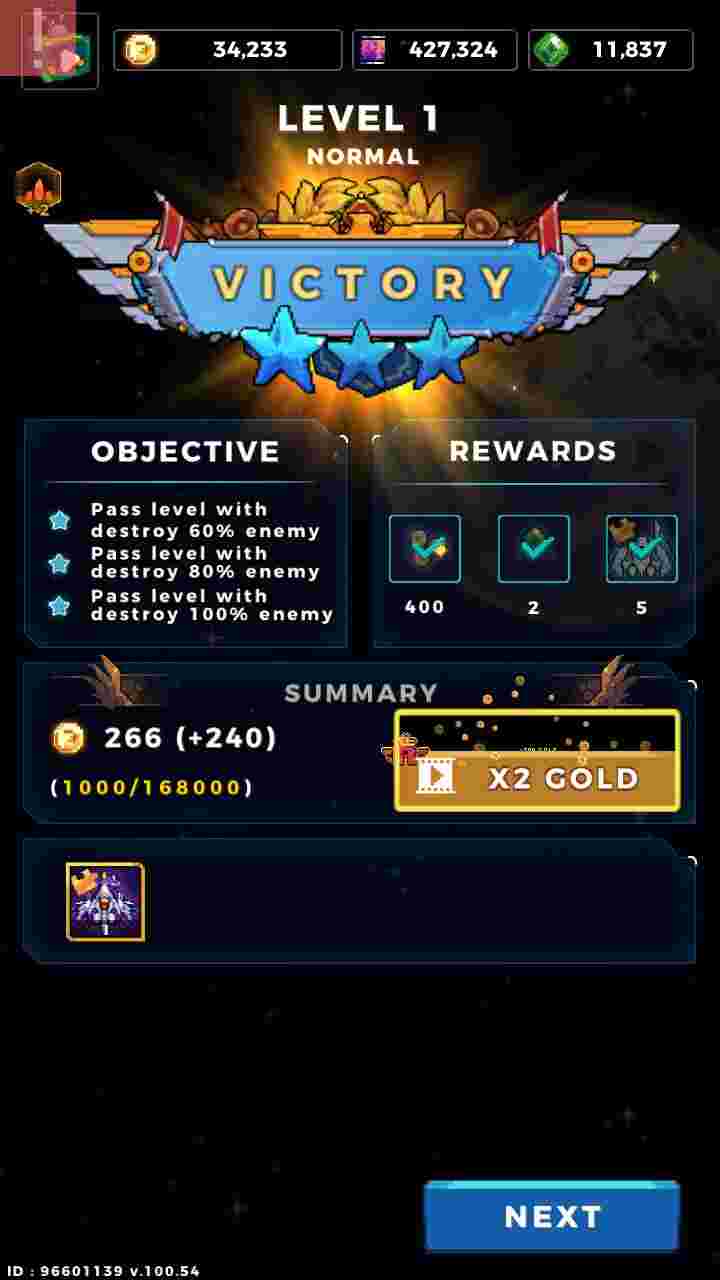 34,233
427,324
11,837
LEVEL 1
NORMAL
+2
VICTORY
OBJECTIVE
Pass level with
destroy 60% enemy
Pass level with
destroy 80% enemy
Pass level with
destroy 100% enemy
REWARDS
400
2
5
SUMMARY
266 (+240)
(1000/168000)
X2 GOLD
1
NEXT
ID : 96601139 v.100.54